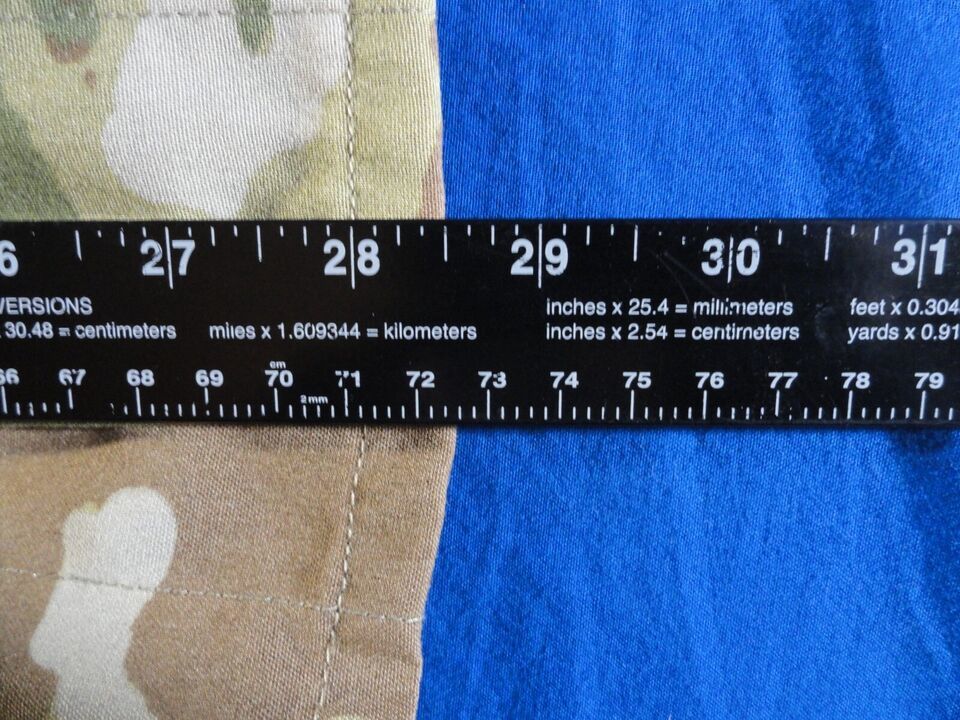 6 27 28 29 30 31
VERSIONS inches x 25.4 = millimeters feet x 0.304
30.48 = centimeters miles x 1.609344 = kilometers inches x 2.54 = centimeters yards x 0.91
cm
66 67 68 69 70 71 72 73 74 75 76 77 78 79
2mm